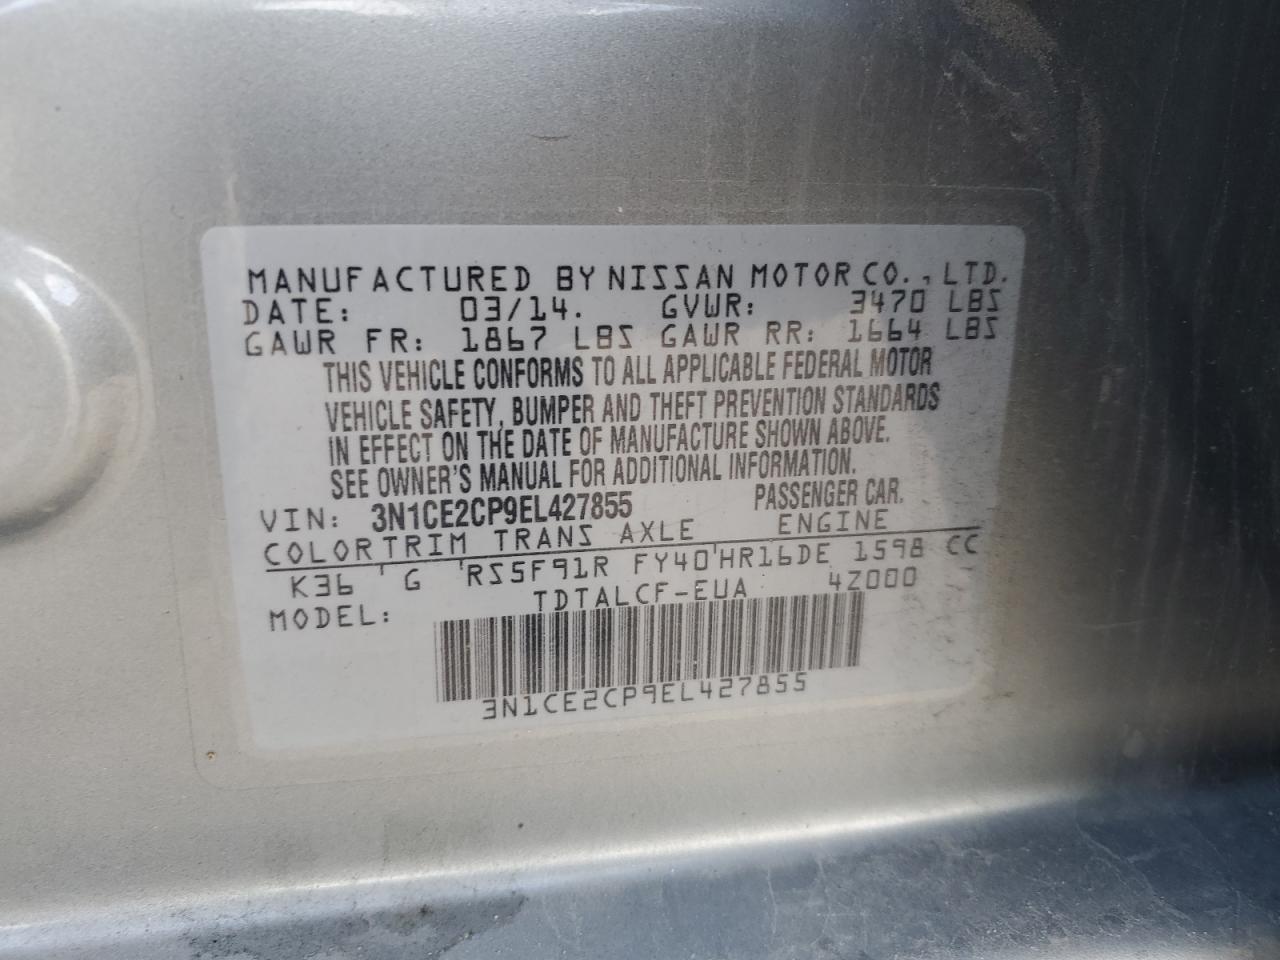 MANUFACTURED BY NISSAN MOTOR CO., LTD.
DATE: 03/14. GVWR: 3470 LBS
GAWR FR: 1867 LBS GAWR RR: 1664 LBS
THIS VEHICLE CONFORMS TO ALL APPLICABLE FEDERAL MOTOR
VEHICLE SAFETY, BUMPER AND THEFT PREVENTION STANDARDS
IN EFFECT ON THE DATE OF MANUFACTURE SHOWN ABOVE.
SEE OWNER'S MANUAL FOR ADDITIONAL INFORMATION.
VIN: 3N1CE2CP9EL427855 PASSENGER CAR.
COLOR TRIM TRANS AXLE ENGINE
K36 ' G 'RS5F91R FY40'HR16DE 1598 CC
MODEL: TDTALCF-EUA 4Z000
3N1CE2CP9EL427855